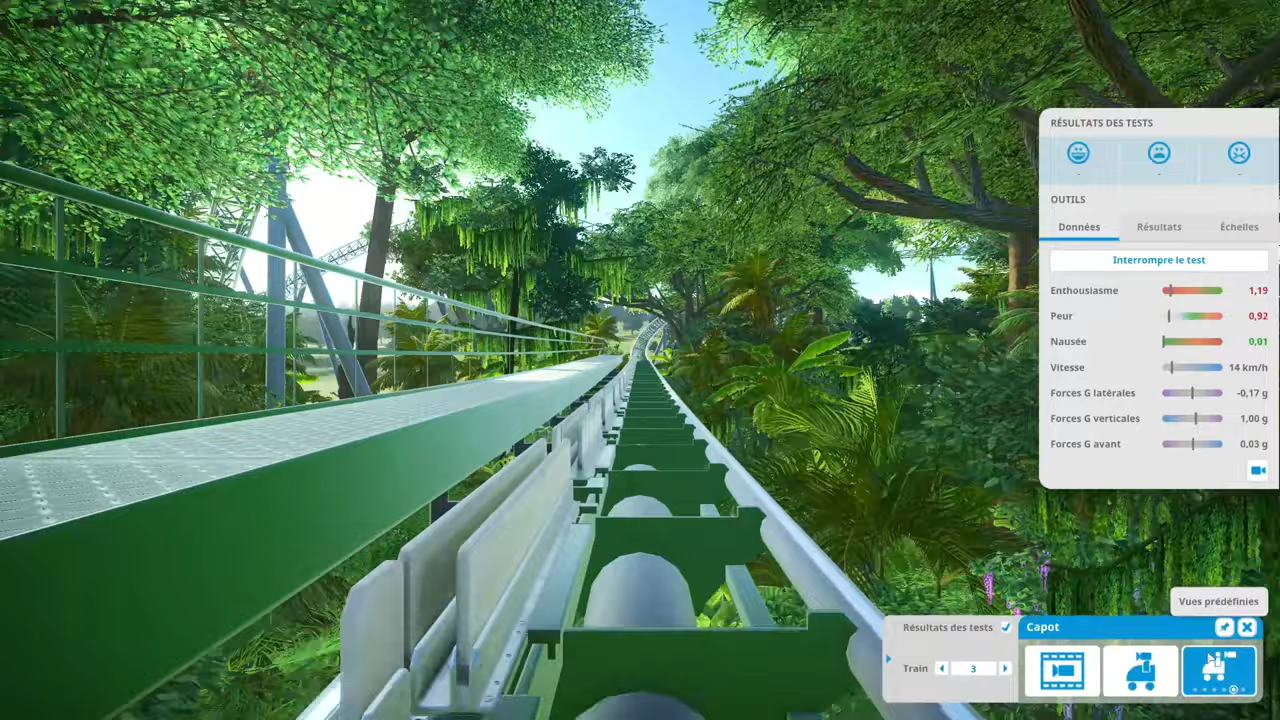 RÉSULTATS DES TESTS
- - -
OUTILS
Données Résultats Échelles
Interrompre le test
Enthousiasme 1,19
Peur 0,92
Nausée 0,01
Vitesse 14 km/h
Forces G latérales -0,17 g
Forces G verticales 1,00 g
Forces G avant 0,03 g
Vues prédéfinies
Résultats des tests Capot
Train 3